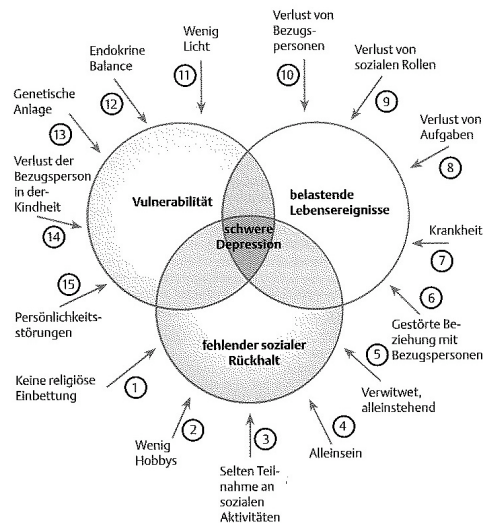 Verlust von
Bezugs-
personen
Wenig
Licht
Endokrine
Balance
Verlust von
sozialen Rollen
11
10
Genetische
Anlage
12
9
Verlust von
Aufgaben
13
8
Verlust der
Bezugsperson
in der-
Kindheit
Vulnerabilität
belastende
Lebensereignisse
schwere
Depression
Krankheit
14
7
15
6
Persönlichkeits-
störungen
Gestörte Be-
ziehung mit
Bezugspersonen
fehlender sozialer
Rückhalt
5
Keine religiöse
Einbettung
1
Verwitwet,
alleinstehend
2
3
4
Wenig
Hobbys
Alleinsein
Selten Teil-
nahme an
sozialen
Aktivitäten